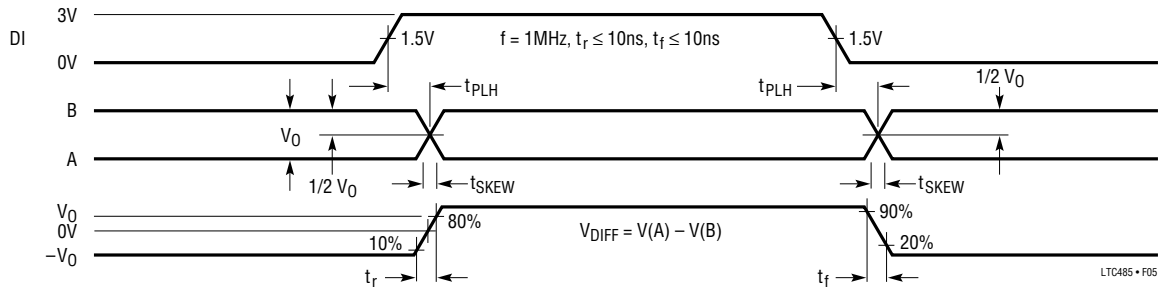 3V
DI
1.5V
f = 1MHz, tr ≤ 10ns, tf ≤ 10ns
1.5V
0V
1/2 VO
tPLH
tPLH
B
VO
A
1/2 VO
tSKEW
tSKEW
VO
80%
90%
0V
VDIFF = V(A) – V(B)
10%
20%
–VO
tr
tf
LTC485 • F05